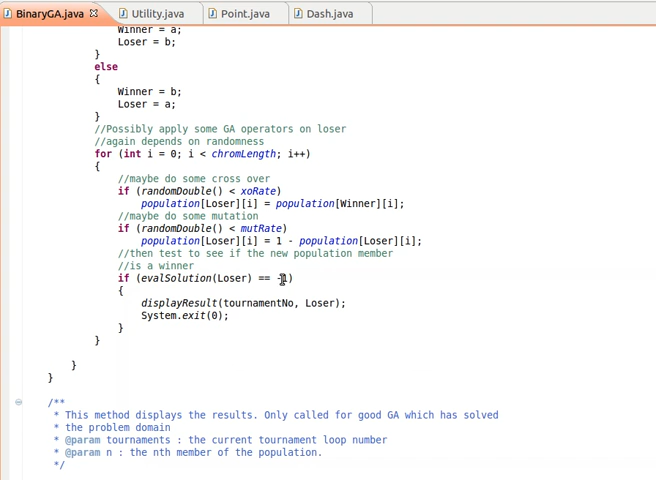 BinaryGA.java Utility.java Point.java Dash.java
Winner = a;
Loser = b;
}
else
{
Winner = b;
Loser = a;
}
//Possibly apply some GA operators on loser
//again depends on randomness
for (int i = 0; i < chromLength; i++)
{
//maybe do some cross over
if (randomDouble() < xoRate)
population[Loser][i] = population[Winner][i];
//maybe do some mutation
if (randomDouble() < mutRate)
population[Loser][i] = 1 - population[Loser][i];
//then test to see if the new population member
//is a winner
if (evalSolution(Loser) == -1)
{
displayResult(tournamentNo, Loser);
System.exit(0);
}
}
}
}
/**
* This method displays the results. Only called for good GA which has solved
* the problem domain
* @param tournaments : the current tournament loop number
* @param n : the nth member of the population.
*/